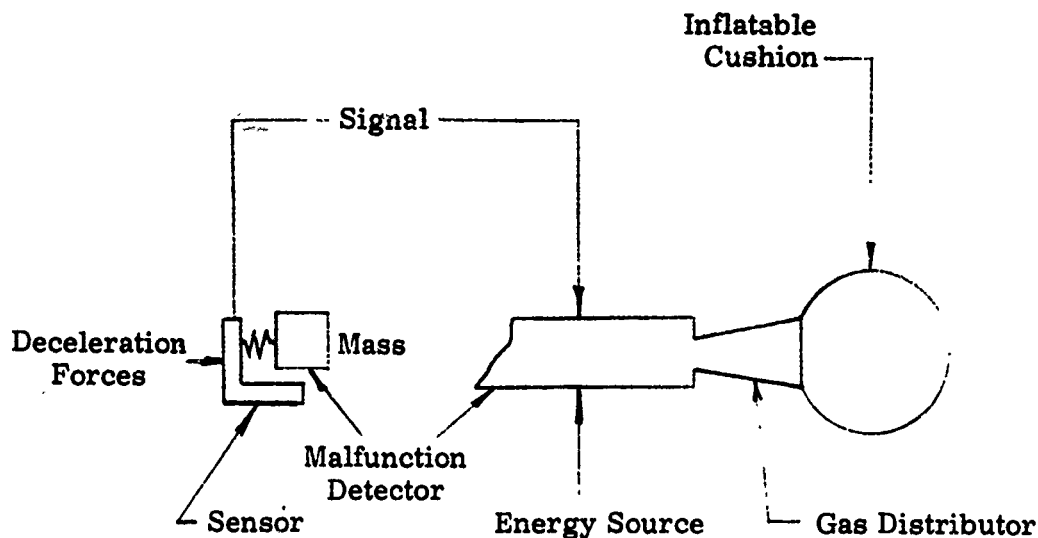 Inflatable
Cushion
Signal
Deceleration
Forces
Mass
Malfunction
Detector
Sensor
Energy Source
Gas Distributor